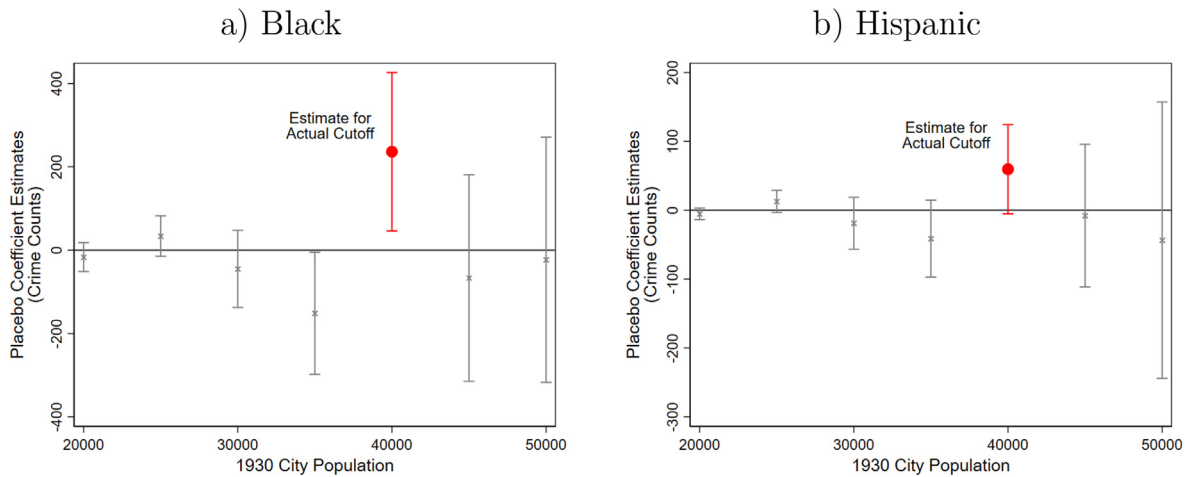 a) Black
400
200
0
-200
-400
Placebo Coefficient Estimates
(Crime Counts)
Estimate for
Actual Cutoff
20000
30000
40000
50000
1930 City Population
b) Hispanic
200
100
0
-100
-200
-300
Placebo Coefficient Estimates
(Crime Counts)
Estimate for
Actual Cutoff
20000
30000
40000
50000
1930 City Population